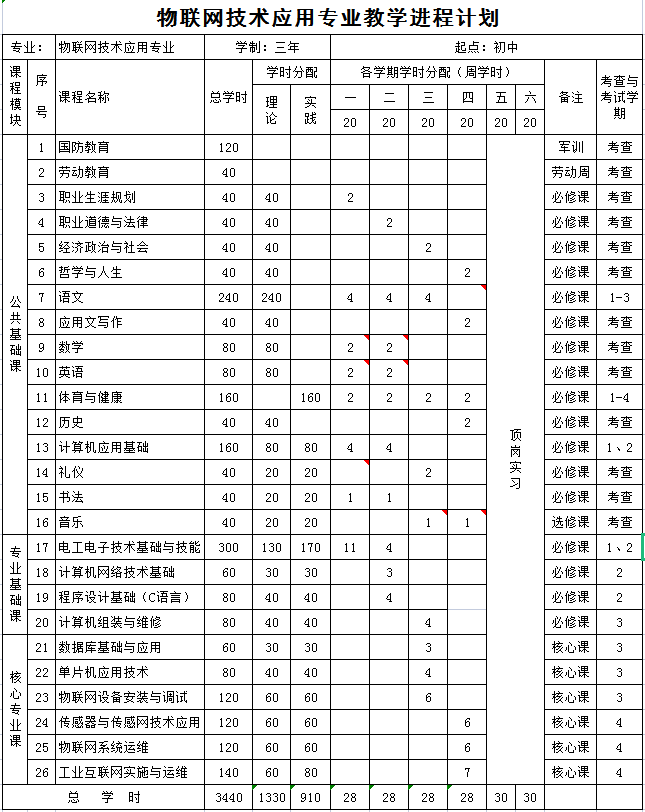 物联网技术应用专业教学进程计划
专业： 物联网技术应用专业 学制：三年 起点：初中
课程模块 序号 课程名称 总学时 学时分配 各学期学时分配（周学时） 备注 考查与考试学期
理论 实践 一 二 三 四 五 六
20 20 20 20 20 20
公共基础课
1 国防教育 120 军训 考查
2 劳动教育 40 劳动周 考查
3 职业生涯规划 40 40 2 必修课 考查
4 职业道德与法律 40 40 2 必修课 考查
5 经济政治与社会 40 40 2 必修课 考查
6 哲学与人生 40 40 2 必修课 考查
7 语文 240 240 4 4 4 必修课 1-3
8 应用文写作 40 40 2 必修课 考查
9 数学 80 80 2 2 必修课 考查
10 英语 80 80 2 2 必修课 考查
11 体育与健康 160 160 2 2 2 2 必修课 1-4
12 历史 40 40 2 必修课 考查
13 计算机应用基础 160 80 80 4 4 必修课 1、2
14 礼仪 40 20 20 2 必修课 考查
15 书法 40 20 20 1 1 必修课 考查
16 音乐 40 20 20 1 1 选修课 考查
顶岗实习
专业基础课
17 电工电子技术基础与技能 300 130 170 11 4 必修课 1、2
18 计算机网络技术基础 60 30 30 3 必修课 2
19 程序设计基础（C语言） 80 40 40 4 必修课 2
20 计算机组装与维修 80 40 40 4 必修课 3
核心专业课
21 数据库基础与应用 60 30 30 3 核心课 3
22 单片机应用技术 80 40 40 4 核心课 3
23 物联网设备安装与调试 120 60 60 6 核心课 3
24 传感器与传感网技术应用 120 60 60 6 核心课 4
25 物联网系统运维 120 60 60 6 核心课 4
26 工业互联网实施与运维 140 60 80 7 核心课 4
总 学 时 3440 1330 910 28 28 28 28 30 30